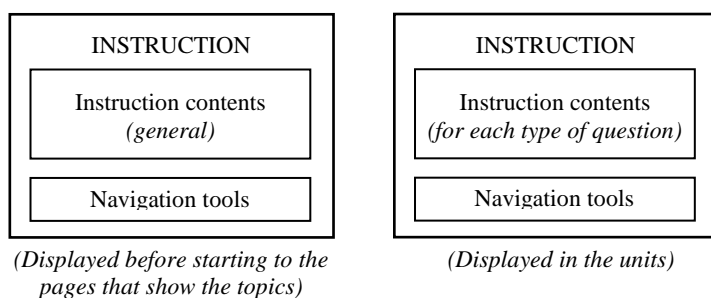 INSTRUCTION
Instruction contents
(general)
Navigation tools
(Displayed before starting to the
pages that show the topics)
INSTRUCTION
Instruction contents
(for each type of question)
Navigation tools
(Displayed in the units)